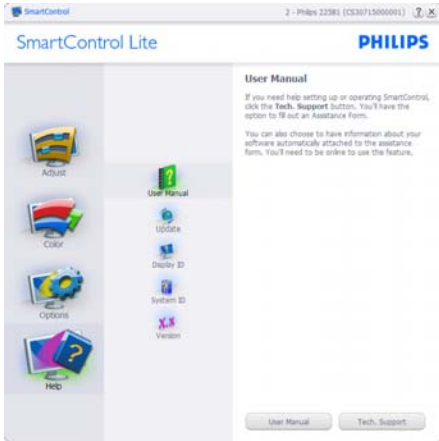 SmartControl
2 - Philips 225B1 (CS30715000001) ? X
SmartControl Lite
PHILIPS
Adjust
Color
Options
Help
User Manual
Update
Display ID
System ID
X.X
Version
User Manual
If you need help setting up or operating SmartControl,
click the Tech. Support button. You'll have the
option to fill out an Assistance Form.
You can also choose to have information about your
software automatically attached to the assistance
form. You'll need to be online to use the feature.
User Manual
Tech. Support